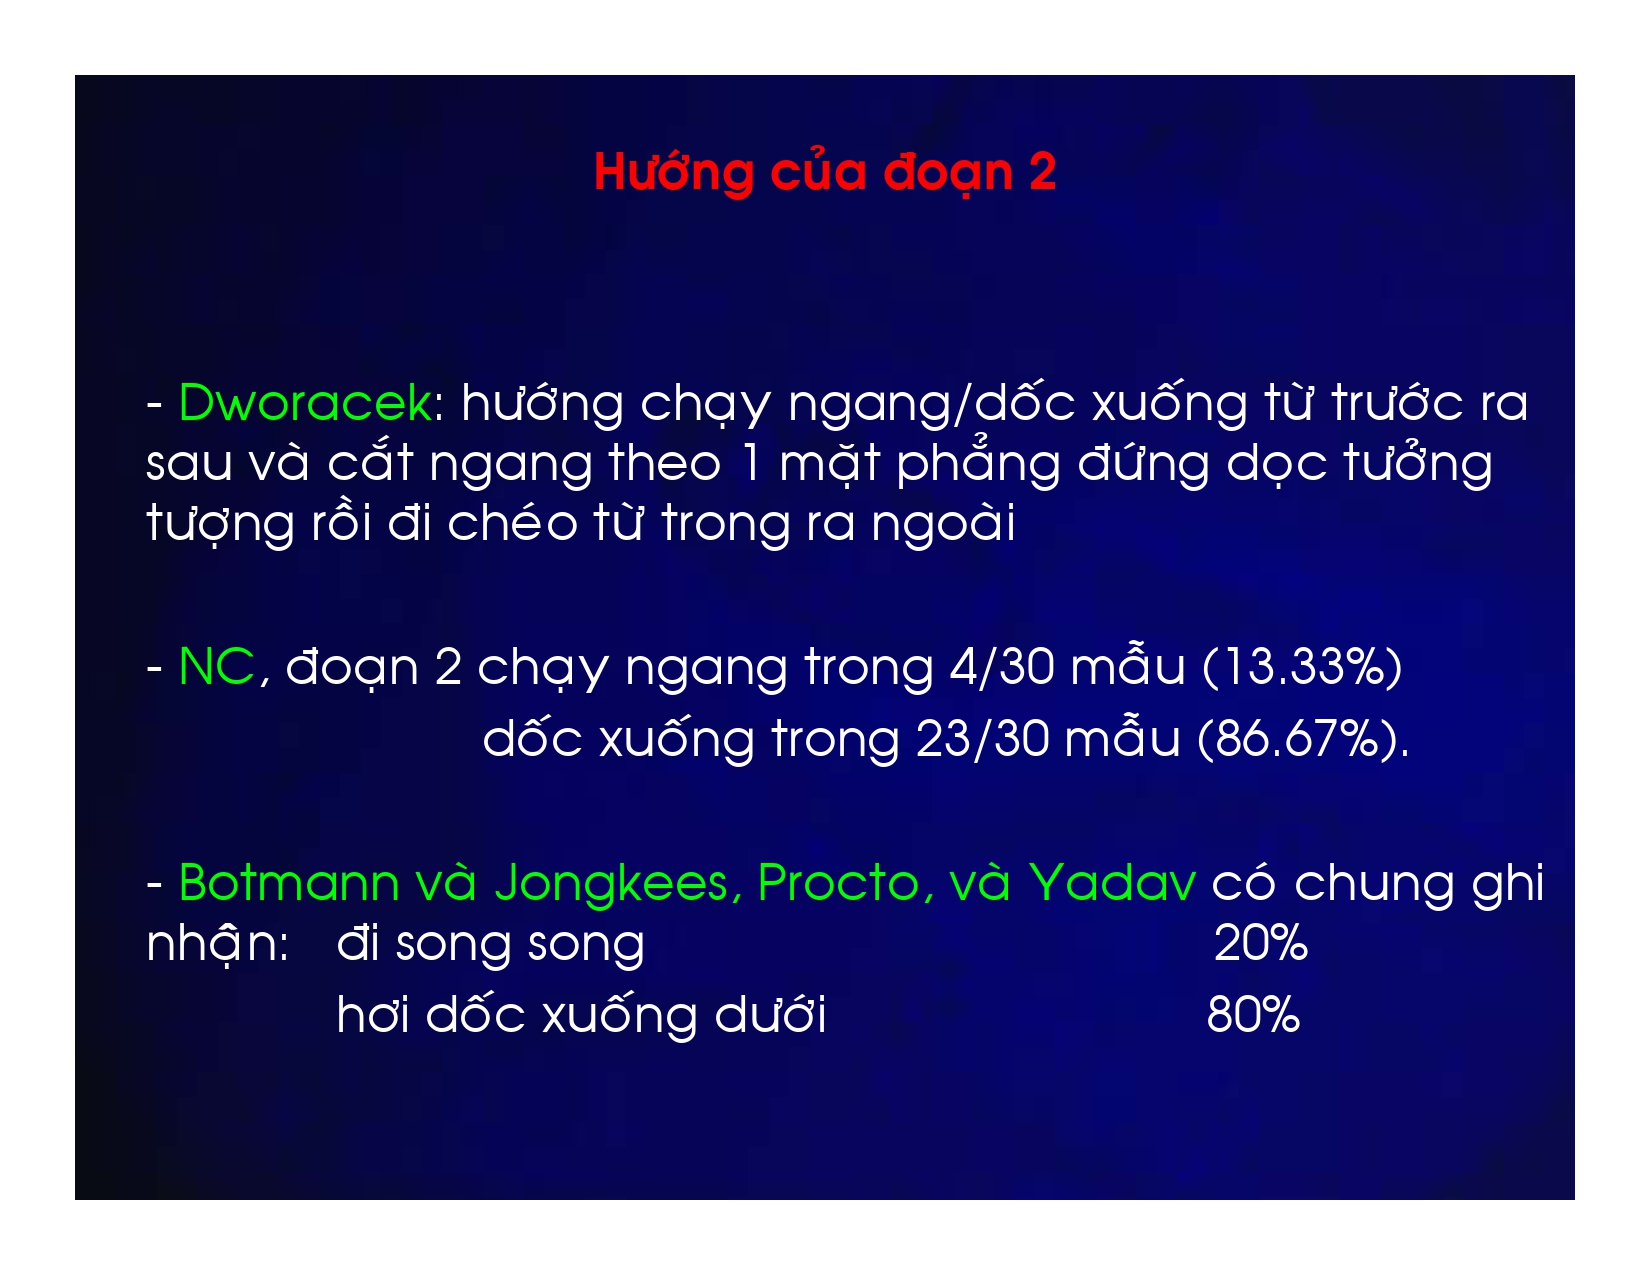 Hướng của đoạn 2
- Dworacek: hướng chạy ngang/dốc xuống từ trước ra
sau và cắt ngang theo 1 mặt phẳng đứng dọc tưởng
tượng rồi đi chéo từ trong ra ngoài
- NC, đoạn 2 chạy ngang trong 4/30 mẫu (13.33%)
dốc xuống trong 23/30 mẫu (86.67%).
- Botmann và Jongkees, Procto, và Yadav có chung ghi
nhận: đi song song 20%
hơi dốc xuống dưới 80%